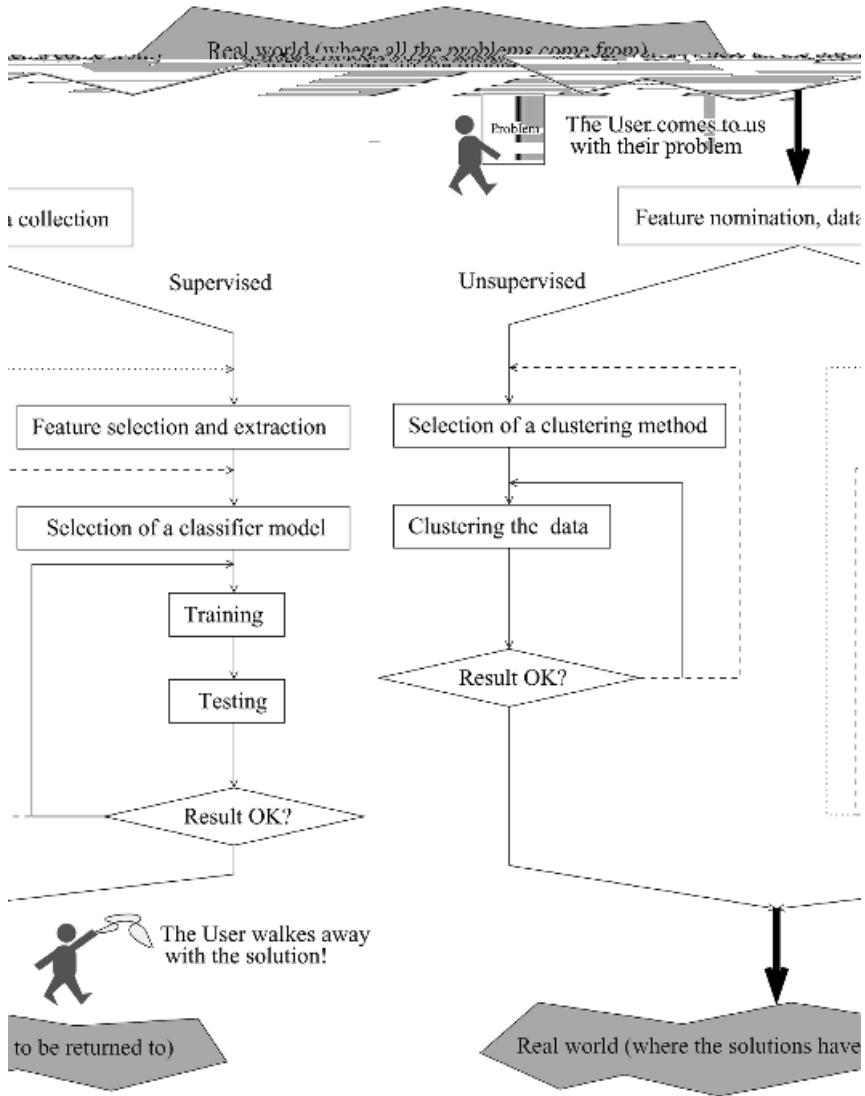 Real world (where all the problems come from)
Problem
The User comes to us
with their problem
a collection
Feature nomination, data
Supervised
Unsupervised
Feature selection and extraction
Selection of a clustering method
Selection of a classifier model
Clustering the data
Training
Result OK?
Testing
Result OK?
The User walkes away
with the solution!
to be returned to)
Real world (where the solutions have